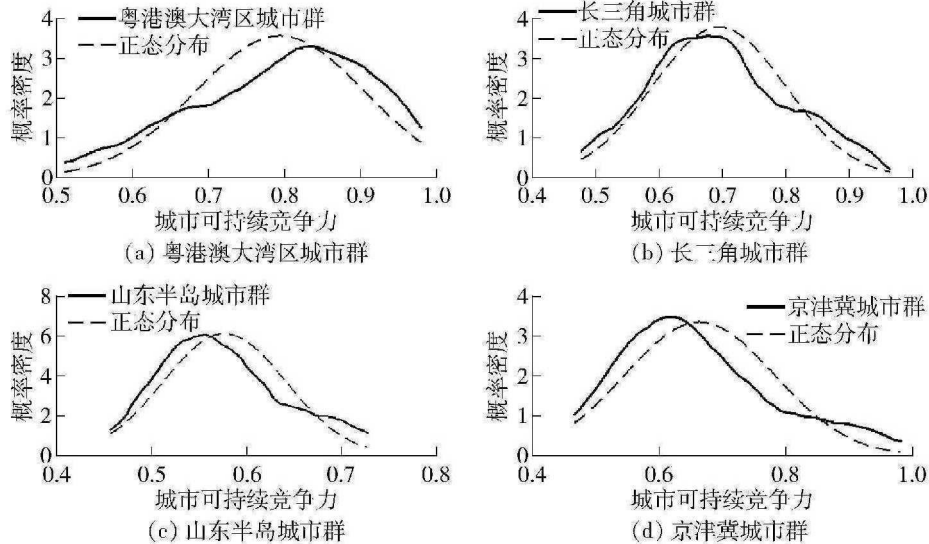 粤港澳大湾区城市群
正态分布
概率密度
4
3
2
1
0
0.5 0.6 0.7 0.8 0.9 1.0
城市可持续竞争力
(a) 粤港澳大湾区城市群
长三角城市群
正态分布
概率密度
4
3
2
1
0
0.4 0.5 0.6 0.7 0.8 0.9 1.0
城市可持续竞争力
(b) 长三角城市群
山东半岛城市群
正态分布
概率密度
8
6
4
2
0
0.4 0.5 0.6 0.7 0.8
城市可持续竞争力
(c) 山东半岛城市群
京津冀城市群
正态分布
概率密度
4
3
2
1
0
0.4 0.6 0.8 1.0
城市可持续竞争力
(d) 京津冀城市群